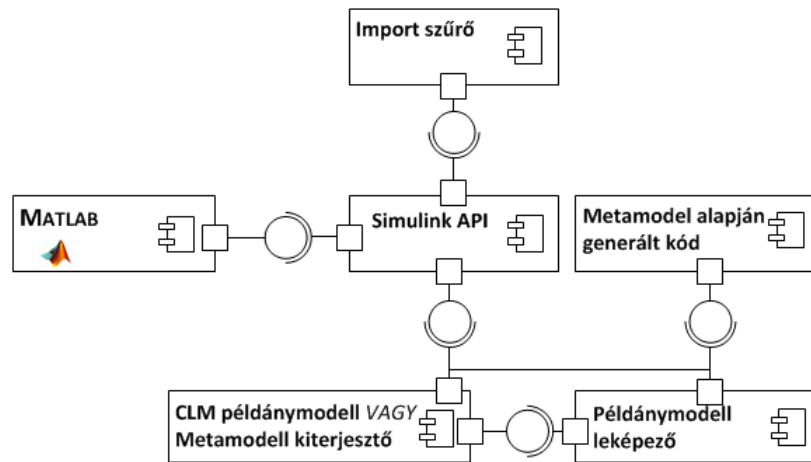 Import szűrő
MATLAB
Simulink API
Metamodel alapján
generált kód
CLM példánymodell VAGY
Metamodell kiterjesztő
Példánymodell
leképező